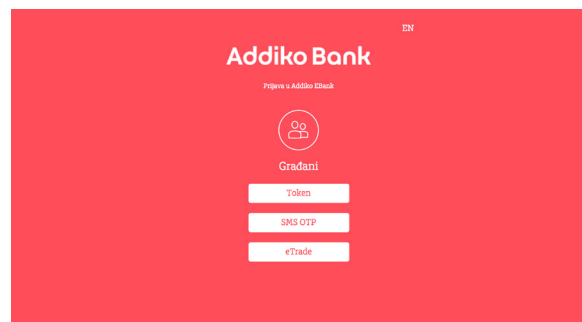 EN
Addiko Bank
Prijava u Addiko EBank
Građani
Token
SMS OTP
eTrade